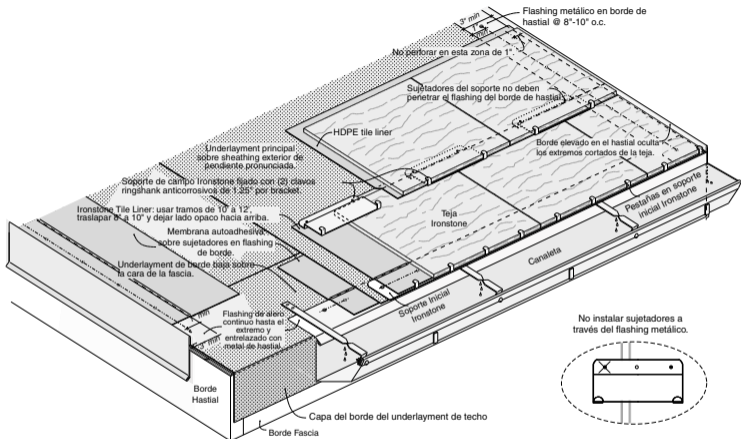 3" min
1"
min
Flashing metálico en borde de
hastial @ 8"-10" o.c.
No perforar en esta zona de 1".
Sujetadores del soporte no deben
penetrar el flashing del borde de hastial
HDPE tile liner
Underlayment principal
sobre sheathing exterior de
pendiente pronunciada.
Borde elevado en el hastial oculta
los extremos cortados de la teja.
Soporte de campo Ironstone fijado con (2) clavos
ringshank anticorrosivos de 1.25" por bracket.
Ironstone Tile Liner: usar tramos de 10' a 12',
traslapar 8" a 10" y dejar lado opaco hacia arriba.
Membrana autoadhesiva
sobre sujetadores en flashing
de borde.
Underlayment de borde baja sobre
la cara de la fascia.
Teja
Ironstone
Pestañas en soporte
inicial Ironstone
Canaleta
Soporte Inicial
Ironstone
min
3" min
Flashing de alero
continuo hasta el
extremo y
entrelazado con
metal de hastial.
Borde
Hastial
Capa del borde del underlayment de techo
Borde Fascia
No instalar sujetadores a
través del flashing metálico.